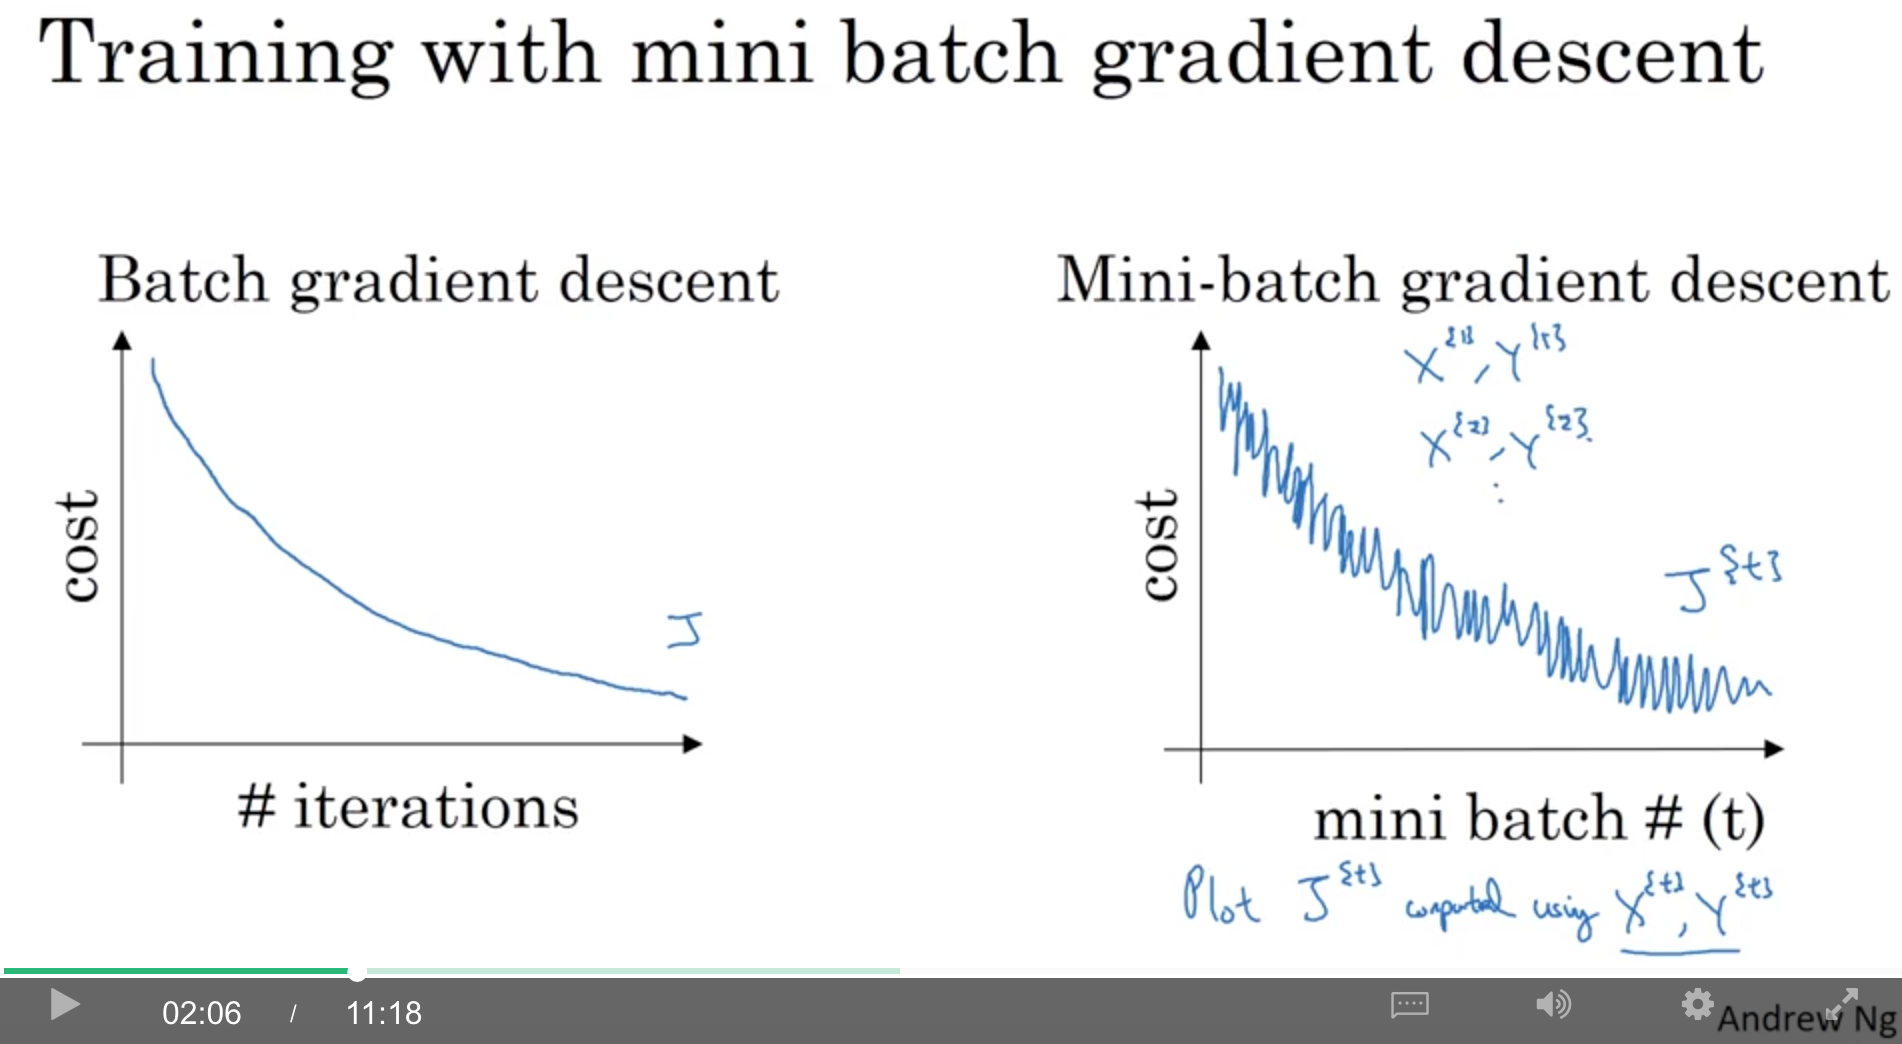 Training with mini batch gradient descent
Batch gradient descent
cost
J
# iterations
Mini-batch gradient descent
X^{1}, Y^{1}
X^{2}, Y^{2}
⋮
cost
J^{t}
mini batch # (t)
Plot J^{t} computed using X^{t}, Y^{t}
02:06 / 11:18
Andrew Ng